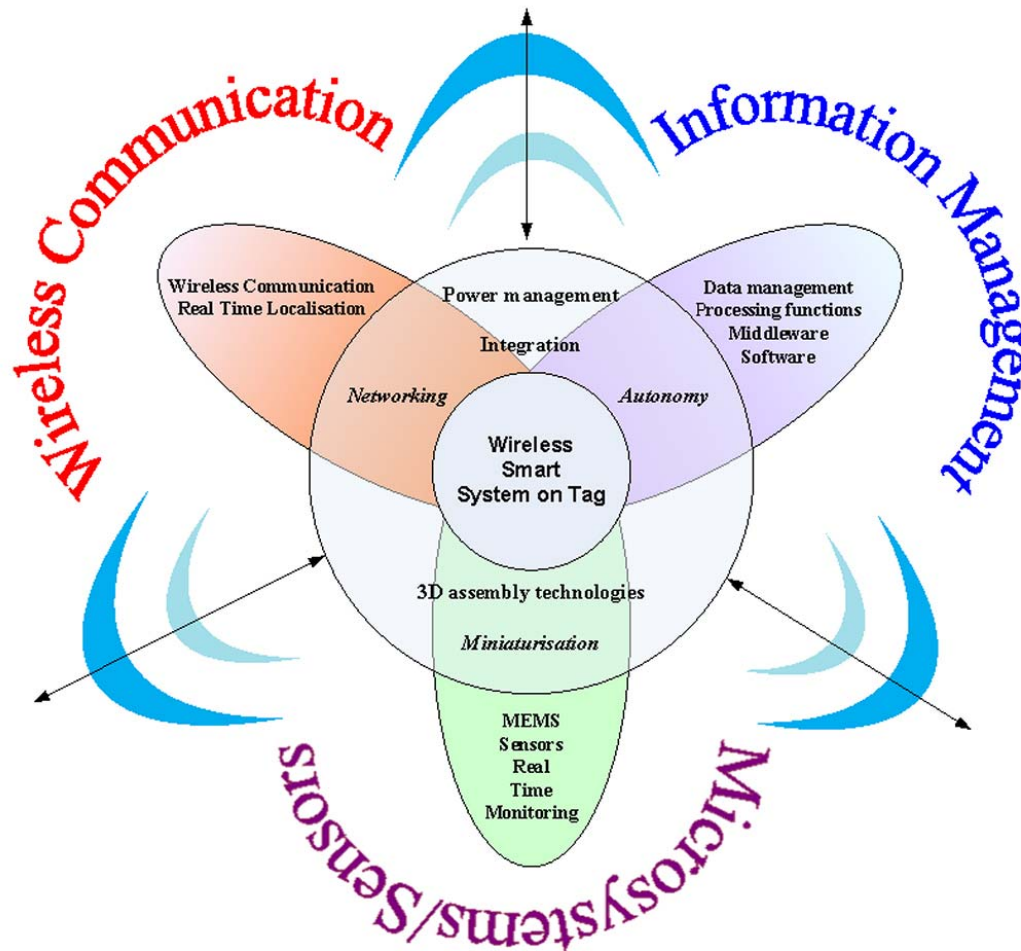 Wireless Communication
Information Management
Wireless Communication
Real Time Localisation
Power management
Integration
Data management
Processing functions
Middleware
Software
Networking
Autonomy
Wireless
Smart
System on Tag
3D assembly technologies
Miniaturisation
MEMS
Sensors
Real
Time
Monitoring
Microsystems/Sensors